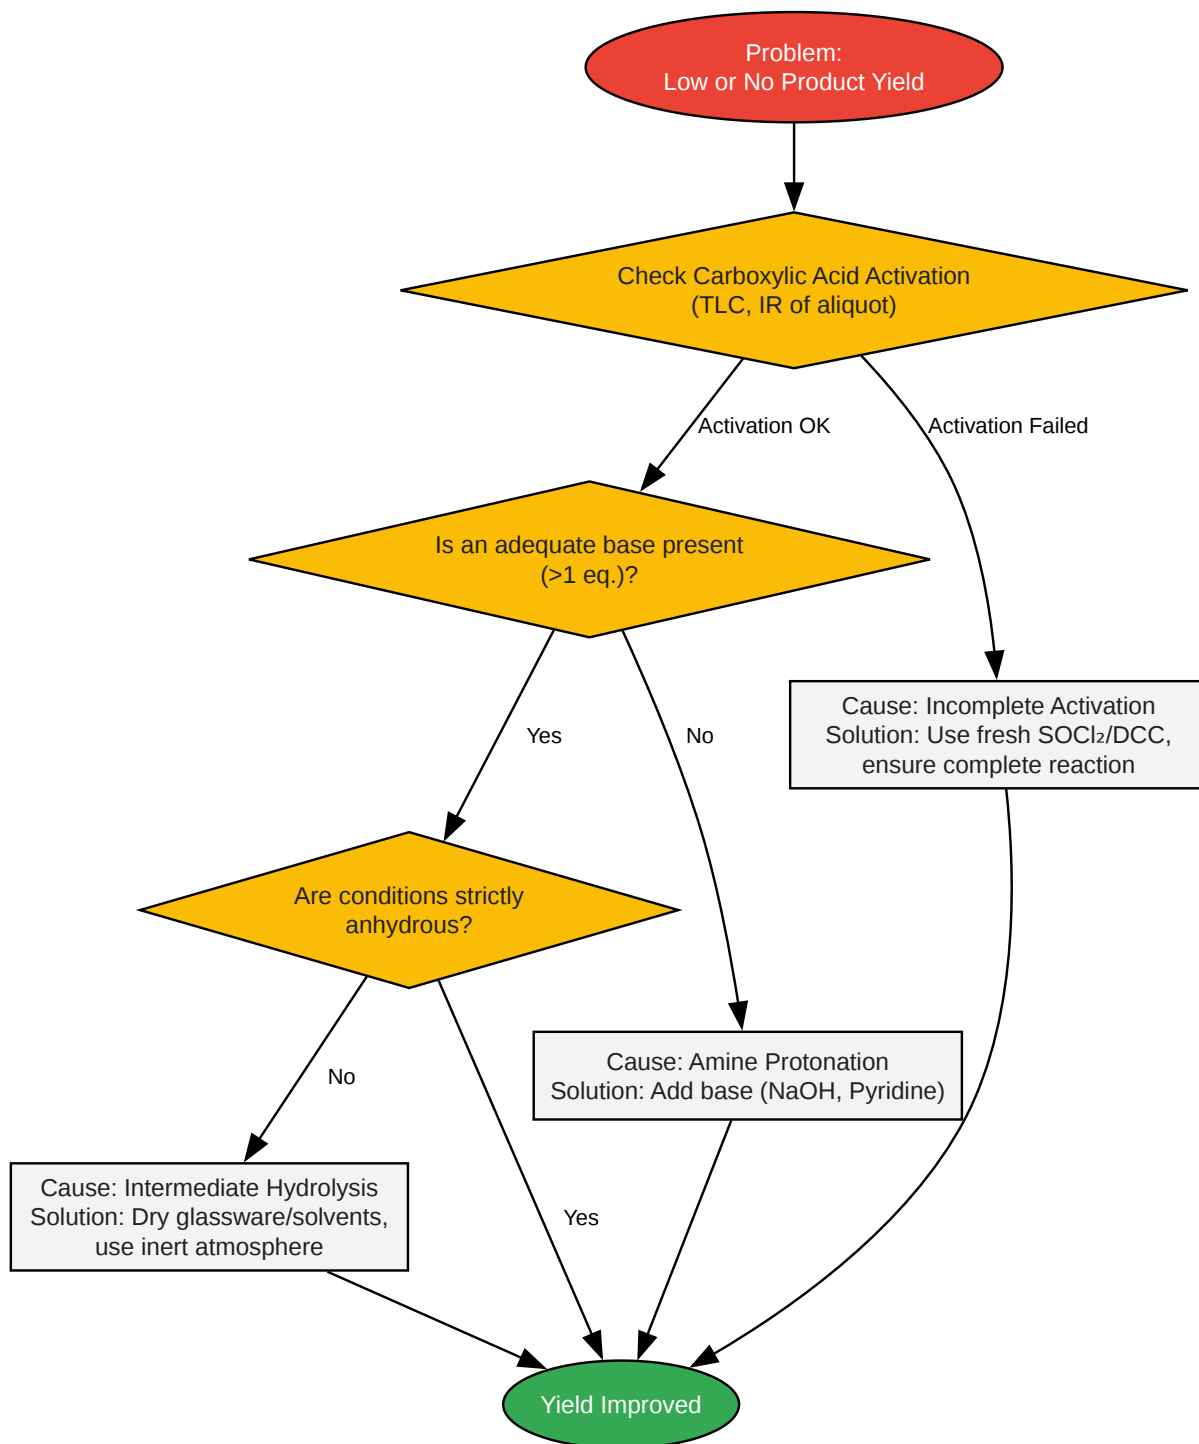 Problem:
Low or No Product Yield
Check Carboxylic Acid Activation
(TLC, IR of aliquot)
Activation OK
Activation Failed
Is an adequate base present
(>1 eq.)?
Yes
No
Cause: Incomplete Activation
Solution: Use fresh SOCl₂/DCC,
ensure complete reaction
Are conditions strictly
anhydrous?
No
Yes
Cause: Amine Protonation
Solution: Add base (NaOH, Pyridine)
Cause: Intermediate Hydrolysis
Solution: Dry glassware/solvents,
use inert atmosphere
Yield Improved